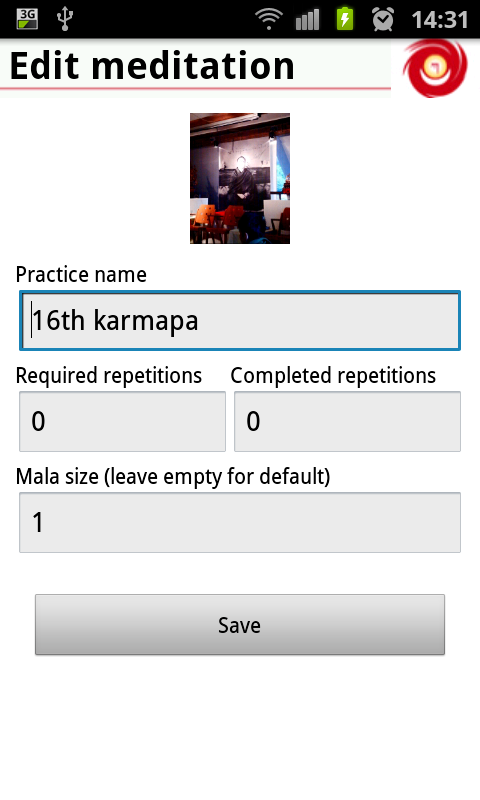 3G
14:31
Edit meditation
Practice name
16th karmapa
Required repetitions Completed repetitions
0 0
Mala size (leave empty for default)
1
Save